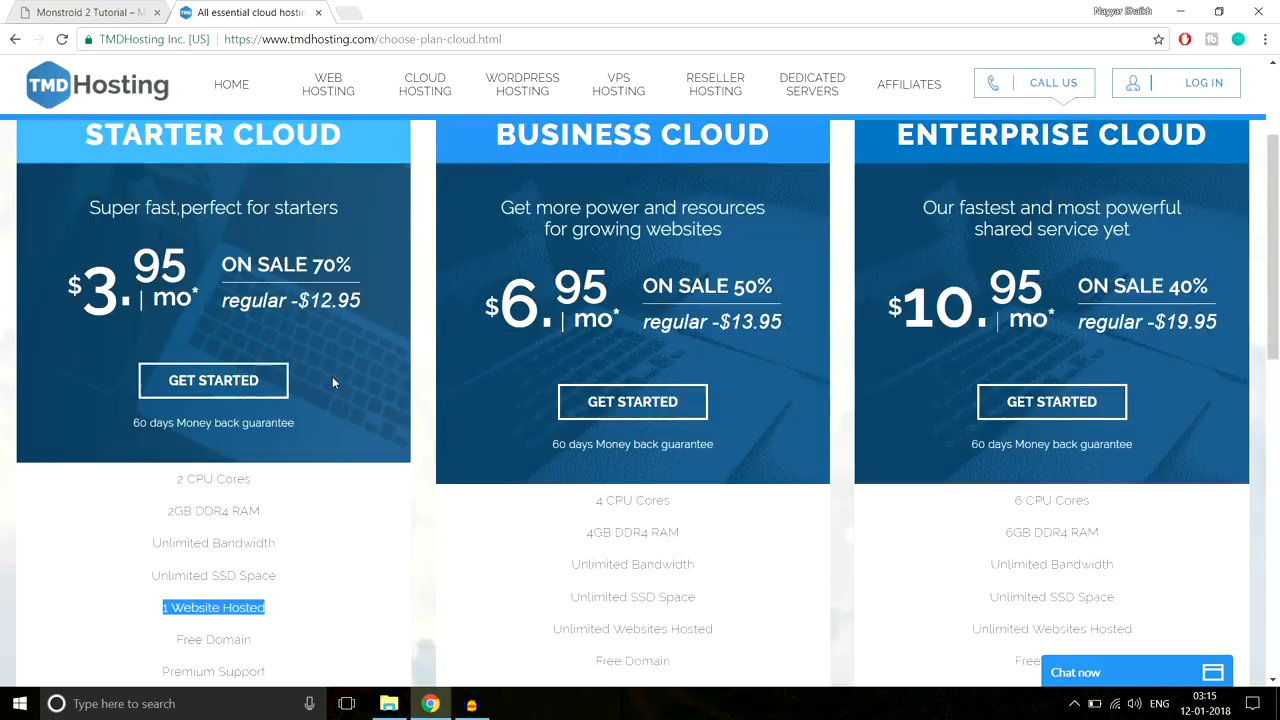 Monstroid 2 Tutorial – M
All essential cloud hostin
Nayyar Shaikh
TMDHosting Inc. [US]
https://www.tmdhosting.com/choose-plan-cloud.html
TMDHosting
HOME
WEB
HOSTING
CLOUD
HOSTING
WORDPRESS
HOSTING
VPS
HOSTING
RESELLER
HOSTING
DEDICATED
SERVERS
AFFILIATES
CALL US
LOG IN
STARTER CLOUD
Super fast,perfect for starters
$3.95 | mo*
ON SALE 70%
regular -$12.95
GET STARTED
60 days Money back guarantee
2 CPU Cores
2GB DDR4 RAM
Unlimited Bandwidth
Unlimited SSD Space
1 Website Hosted
Free Domain
Premium Support
BUSINESS CLOUD
Get more power and resources
for growing websites
$6.95 | mo*
ON SALE 50%
regular -$13.95
GET STARTED
60 days Money back guarantee
4 CPU Cores
4GB DDR4 RAM
Unlimited Bandwidth
Unlimited SSD Space
Unlimited Websites Hosted
Free Domain
ENTERPRISE CLOUD
Our fastest and most powerful
shared service yet
$10.95 | mo*
ON SALE 40%
regular -$19.95
GET STARTED
60 days Money back guarantee
6 CPU Cores
6GB DDR4 RAM
Unlimited Bandwidth
Unlimited SSD Space
Unlimited Websites Hosted
Free
Chat now
Type here to search
ENG
03:15
12-01-2018